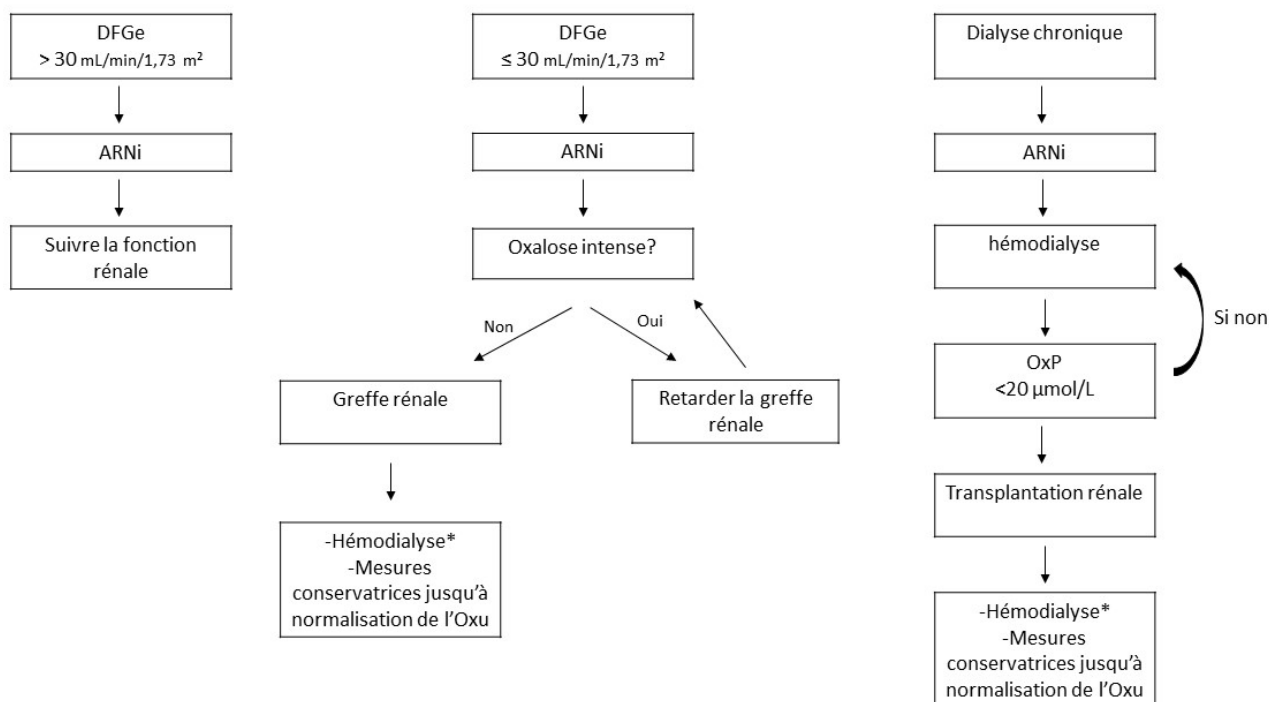 DFGe
> 30 mL/min/1,73 m²
ARNi
Suivre la fonction
rénale
DFGe
≤ 30 mL/min/1,73 m²
ARNi
Oxalose intense?
Non
Oui
Greffe rénale
Retarder la greffe
rénale
-Hémodialyse*
-Mesures
conservatrices jusqu'à
normalisation de l'Oxu
Dialyse chronique
ARNi
hémodialyse
Si non
OxP
<20 µmol/L
Transplantation rénale
-Hémodialyse*
-Mesures
conservatrices jusqu'à
normalisation de l'Oxu